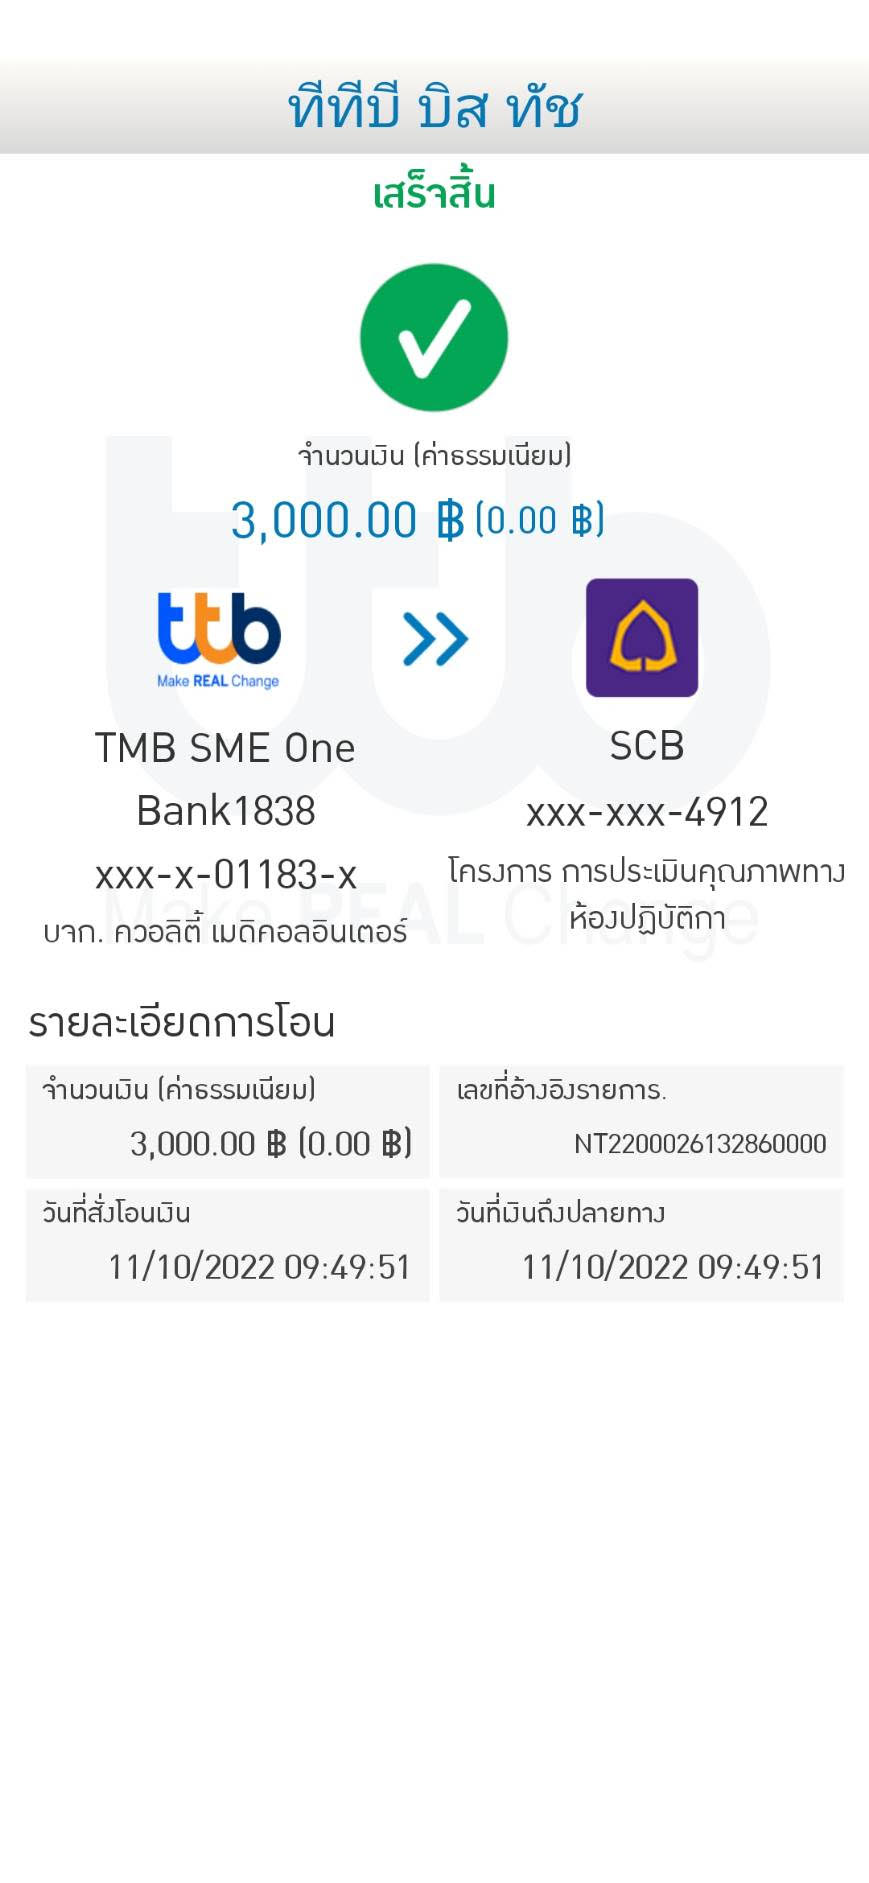 ทีทีบี บิส ทัช
เสร็จสิ้น
จำนวนเงิน (ค่าธรรมเนียม)
3,000.00 ฿ (0.00 ฿)
ttb
Make REAL Change
TMB SME One
Bank1838
xxx-x-01183-x
บจก. ควอลิตี้ เมดิคอลอินเตอร์
SCB
xxx-xxx-4912
โครงการ การประเมินคุณภาพทาง
ห้องปฏิบัติกา
ttb
Make REAL Change
รายละเอียดการโอน
จำนวนเงิน (ค่าธรรมเนียม)
3,000.00 ฿ (0.00 ฿)
เลขที่อ้างอิงรายการ.
NT2200026132860000
วันที่สั่งโอนเงิน
11/10/2022 09:49:51
วันที่เงินถึงปลายทาง
11/10/2022 09:49:51